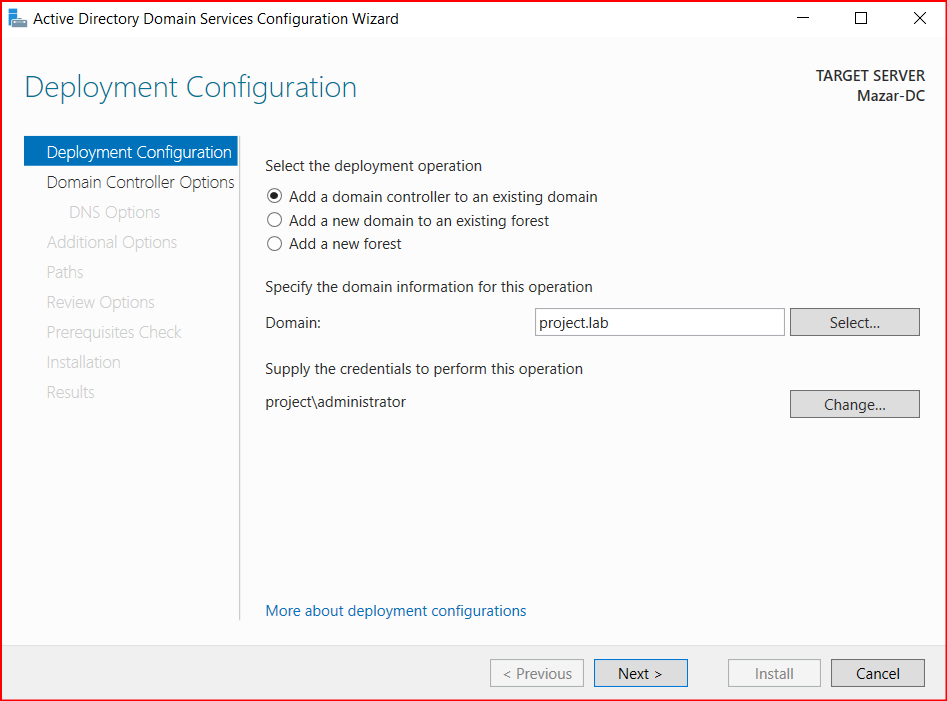 Active Directory Domain Services Configuration Wizard
Deployment Configuration
TARGET SERVER
Mazar-DC
Deployment Configuration
Domain Controller Options
DNS Options
Additional Options
Paths
Review Options
Prerequisites Check
Installation
Results
Select the deployment operation
Add a domain controller to an existing domain
Add a new domain to an existing forest
Add a new forest
Specify the domain information for this operation
Domain:
project.lab
Select...
Supply the credentials to perform this operation
project\administrator
Change...
More about deployment configurations
< Previous
Next >
Install
Cancel